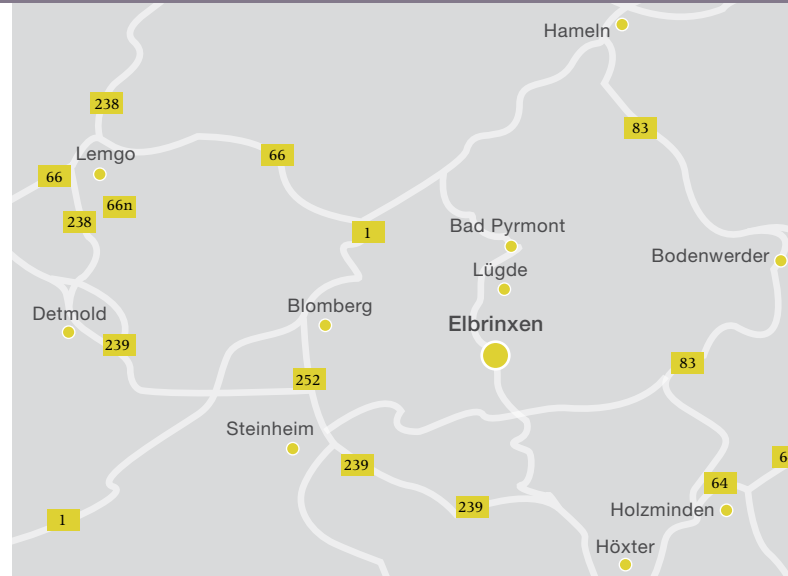 Hameln
238
83
Lemgo
66
66
66n
238
1
Bad Pyrmont
Bodenwerder
Lügde
Blomberg
Detmold
Elbrinxen
239
83
252
Steinheim
239
6
64
239
Holzminden
1
Höxter